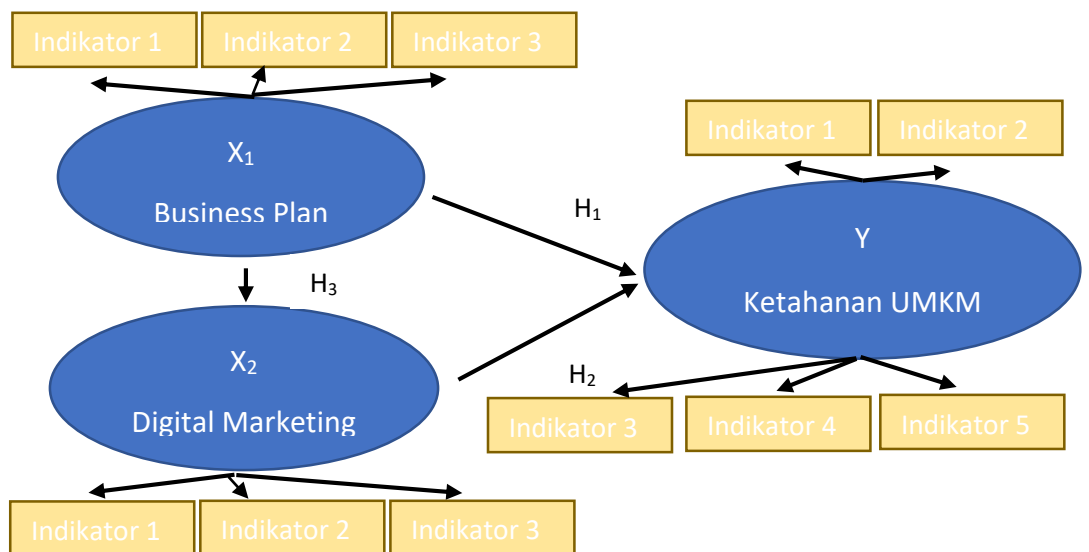 Indikator 1 Indikator 2 Indikator 3
X₁
Business Plan
H₁
Indikator 1 Indikator 2
Y
Ketahanan UMKM
H₃
X₂
Digital Marketing
H₂
Indikator 3 Indikator 4 Indikator 5
Indikator 1 Indikator 2 Indikator 3